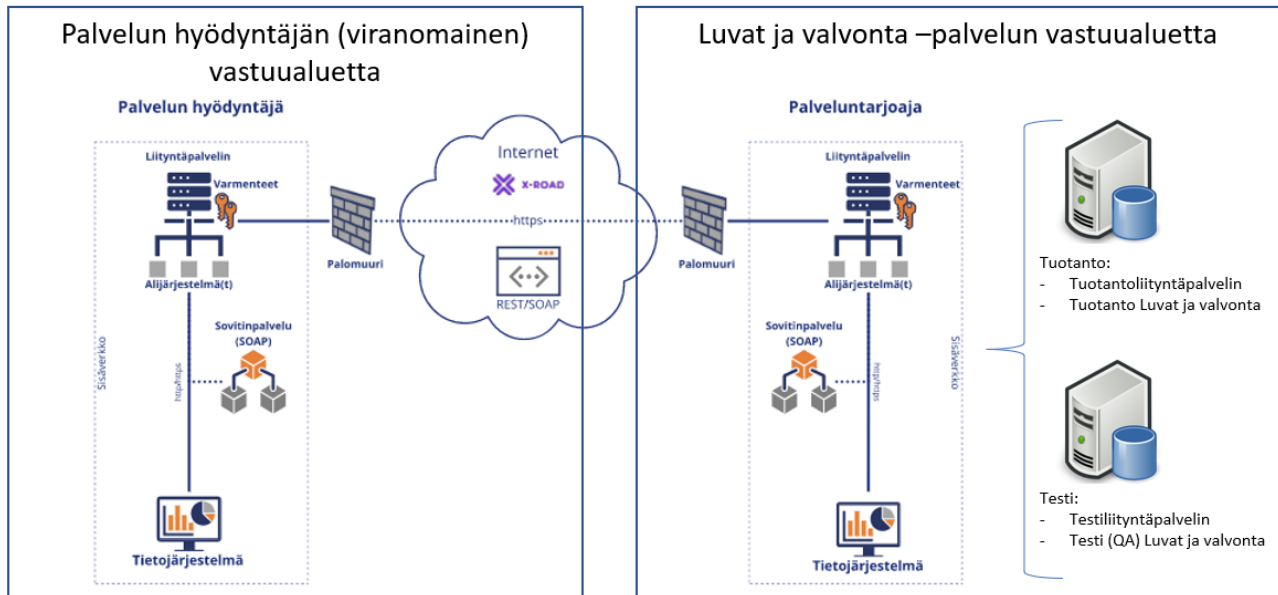 Palvelun hyödyntäjän (viranomainen)
vastuualuetta
Palvelun hyödyntäjä
Liityntäpalvelin
Varmenteet
Palomuuri
Alijärjestelmä(t)
Sovitinpalvelu
(SOAP)
Sisäverkko
http/https
Tietojärjestelmä
Internet
X-ROAD
https
REST/SOAP
Luvat ja valvonta –palvelun vastuualuetta
Palveluntarjoaja
Liityntäpalvelin
Varmenteet
Palomuuri
Alijärjestelmä(t)
Sovitinpalvelu
(SOAP)
http/https
Sisäverkko
Tietojärjestelmä
Tuotanto:
- Tuotantoliityntäpalvelin
- Tuotanto Luvat ja valvonta
Testi:
- Testiliityntäpalvelin
- Testi (QA) Luvat ja valvonta